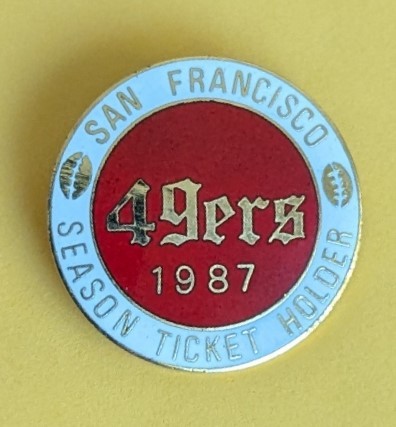 SAN FRANCISCO
49ers
1987
SEASON TICKET HOLDER